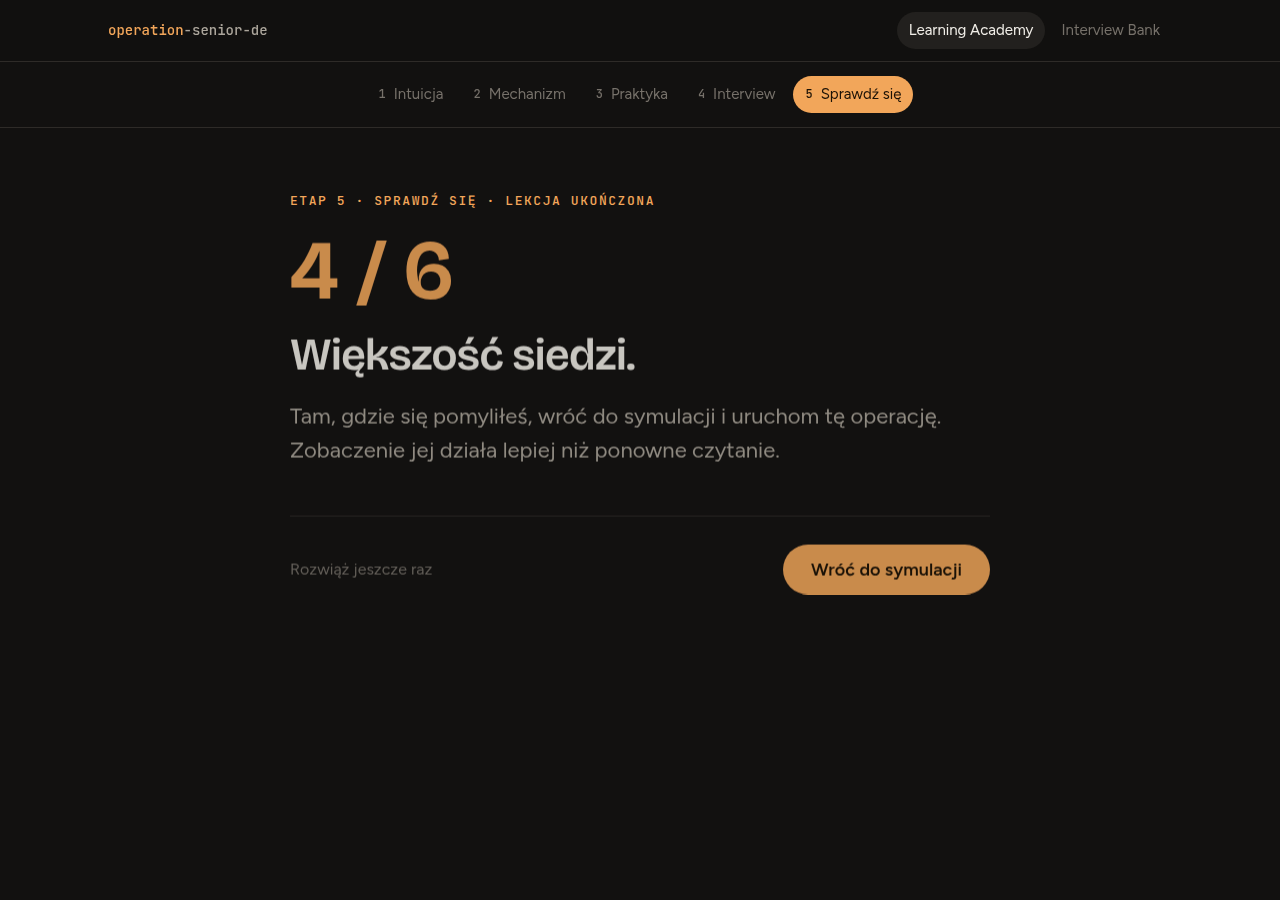 operation-senior-de
Learning Academy
Interview Bank
1 Intuicja
2 Mechanizm
3 Praktyka
4 Interview
5 Sprawdź się
ETAP 5 · SPRAWDŹ SIĘ · LEKCJA UKOŃCZONA
4 / 6
Większość siedzi.
Tam, gdzie się pomyliłeś, wróć do symulacji i uruchom tę operację.
Zobaczenie jej działa lepiej niż ponowne czytanie.
Rozwiąż jeszcze raz
Wróć do symulacji